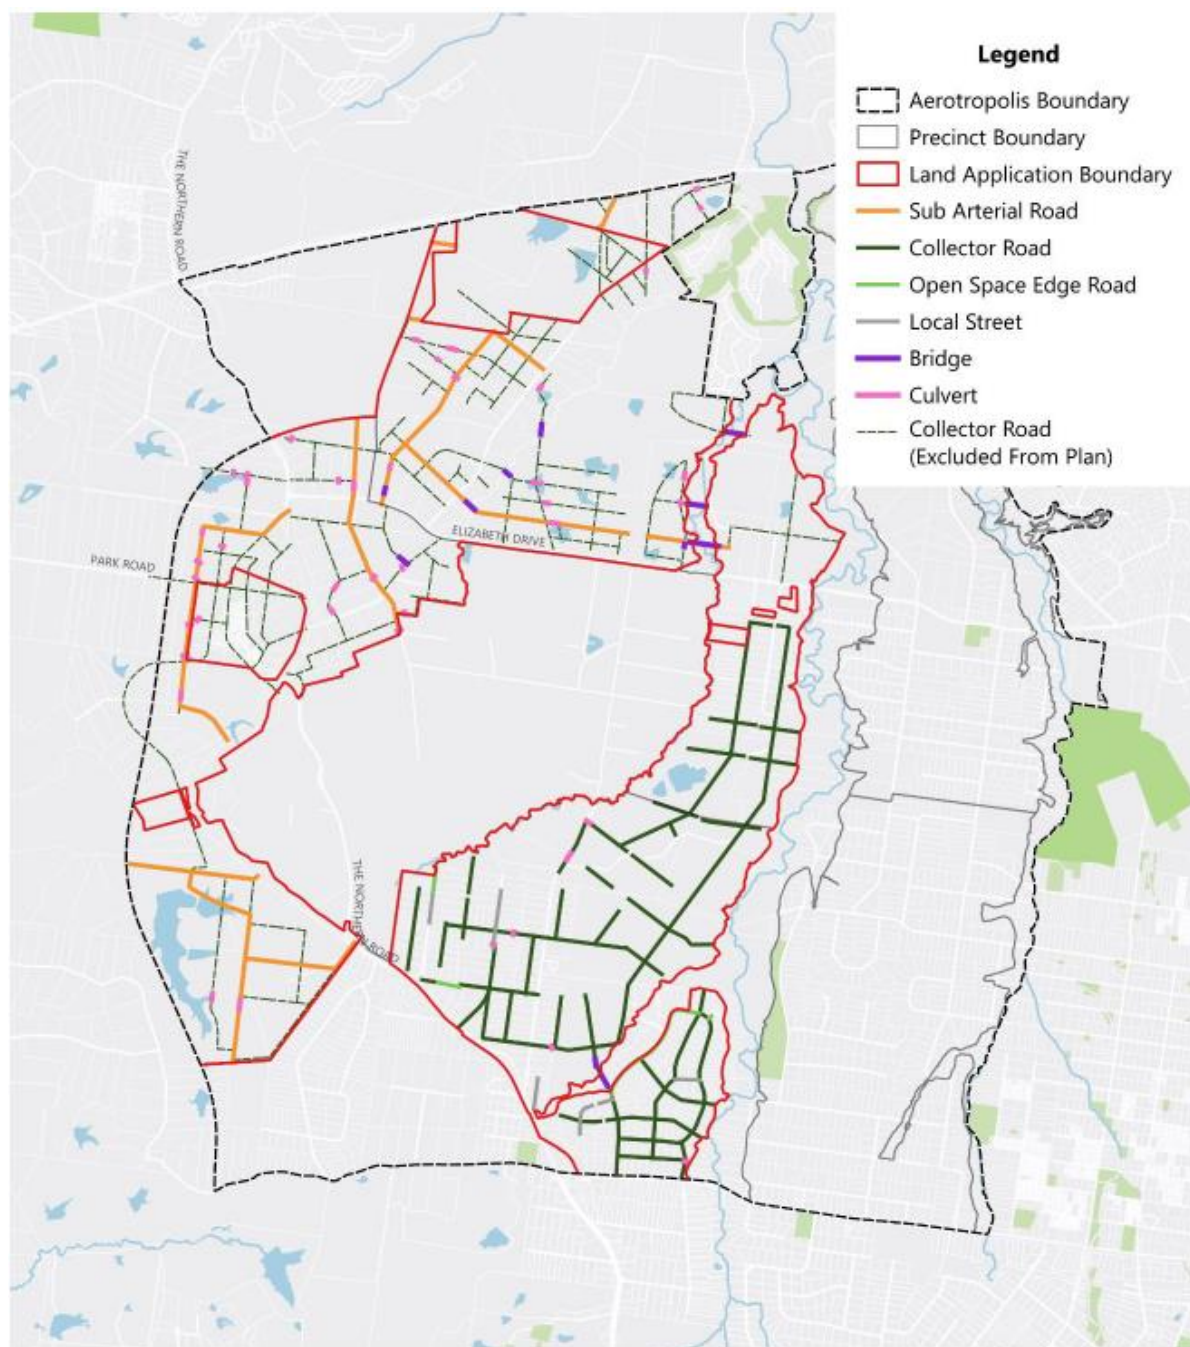 Legend
Aerotropolis Boundary
Precinct Boundary
Land Application Boundary
Sub Arterial Road
Collector Road
Open Space Edge Road
Local Street
Bridge
Culvert
Collector Road
(Excluded From Plan)
THE NORTHERN ROAD
ELIZABETH DRIVE
PARK ROAD
THE NORTHERN ROAD